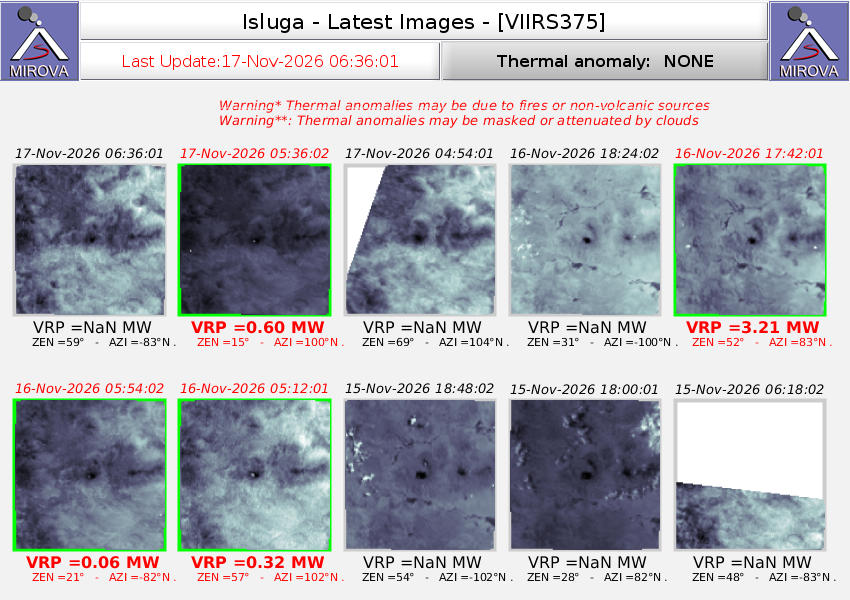 Isluga - Latest Images - [VIIRS375]
MIROVA
Last Update:17-Nov-2026 06:36:01
Thermal anomaly: NONE
MIROVA
Warning* Thermal anomalies may be due to fires or non-volcanic sources
Warning**: Thermal anomalies may be masked or attenuated by clouds
17-Nov-2026 06:36:01 17-Nov-2026 05:36:02 17-Nov-2026 04:54:01 16-Nov-2026 18:24:02 16-Nov-2026 17:42:01
VRP =NaN MW VRP =0.60 MW VRP =NaN MW VRP =NaN MW VRP =3.21 MW
ZEN =59° - AZI =-83°N . ZEN =15° - AZI =100°N . ZEN =69° - AZI =104°N . ZEN =31° - AZI =-100°N . ZEN =52° - AZI =83°N .
16-Nov-2026 05:54:02 16-Nov-2026 05:12:01 15-Nov-2026 18:48:02 15-Nov-2026 18:00:01 15-Nov-2026 06:18:02
VRP =0.06 MW VRP =0.32 MW VRP =NaN MW VRP =NaN MW VRP =NaN MW
ZEN =21° - AZI =-82°N . ZEN =57° - AZI =102°N . ZEN =54° - AZI =-102°N . ZEN =28° - AZI =82°N . ZEN =48° - AZI =-83°N .